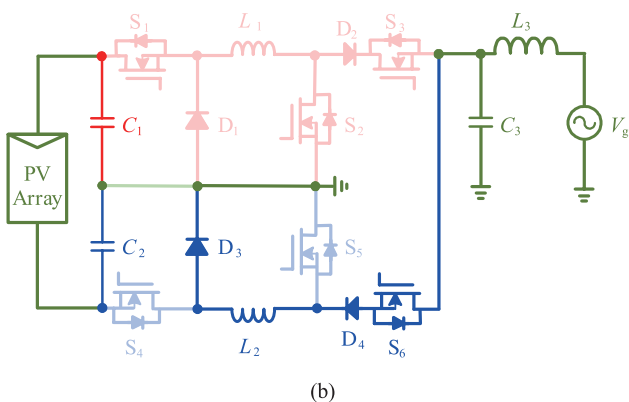 S1 L1 D2 S3 L3
C1 D1 S2 C3 Vg
PV
Array
C2 D3 S5
S4 L2 D4 S6
(b)